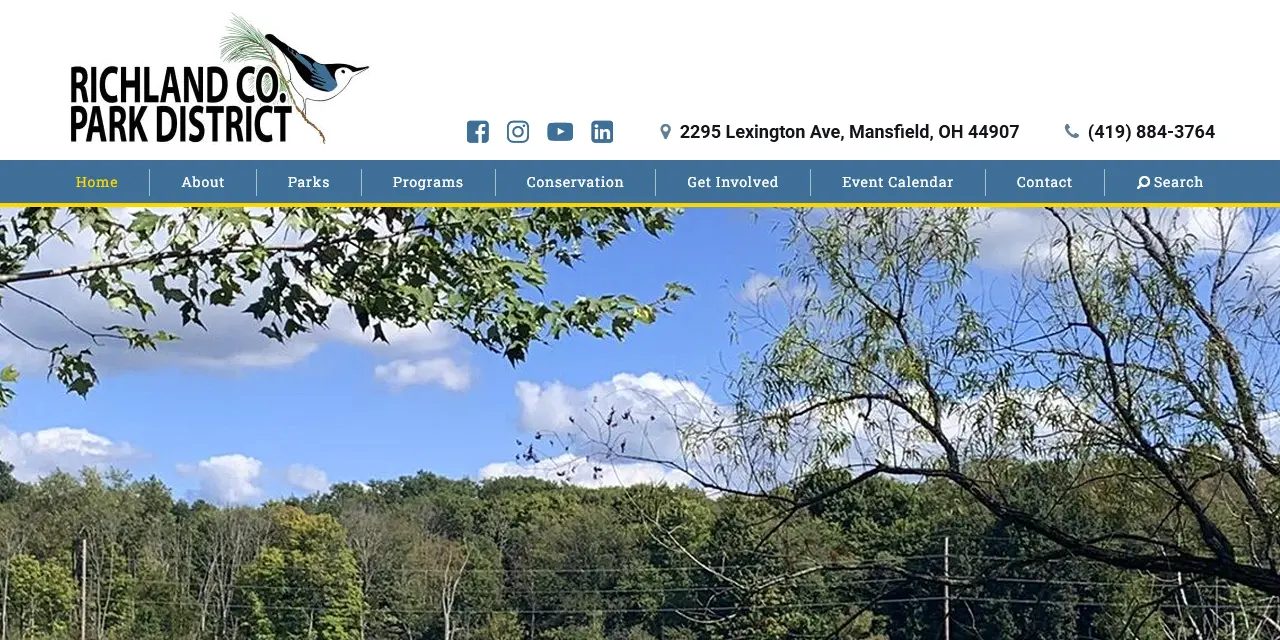 RICHLAND CO.
PARK DISTRICT
2295 Lexington Ave, Mansfield, OH 44907
(419) 884-3764
Home
About
Parks
Programs
Conservation
Get Involved
Event Calendar
Contact
Search